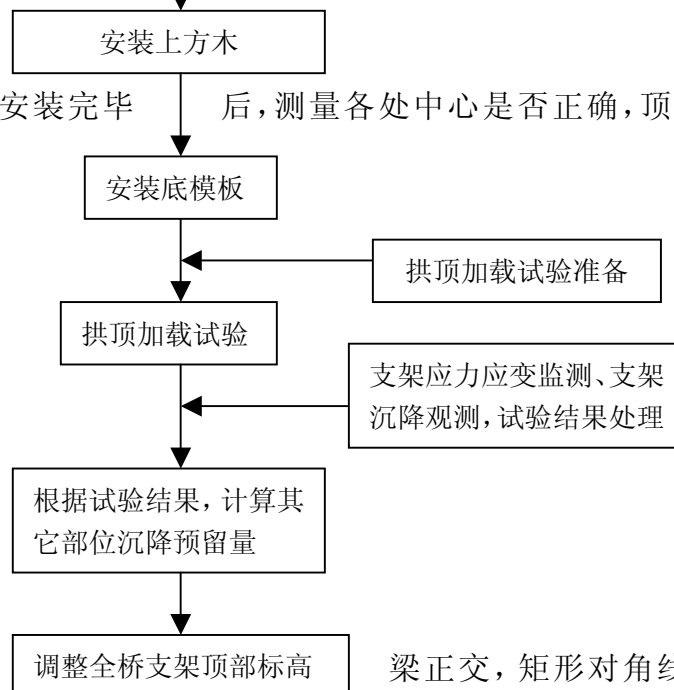 安装上方木
安装完毕 后,测量各处中心是否正确,顶
安装底模板
拱顶加载试验准备
拱顶加载试验
支架应力应变监测、支架
沉降观测,试验结果处理
根据试验结果,计算其
它部位沉降预留量
调整全桥支架顶部标高 梁正交,矩形对角线